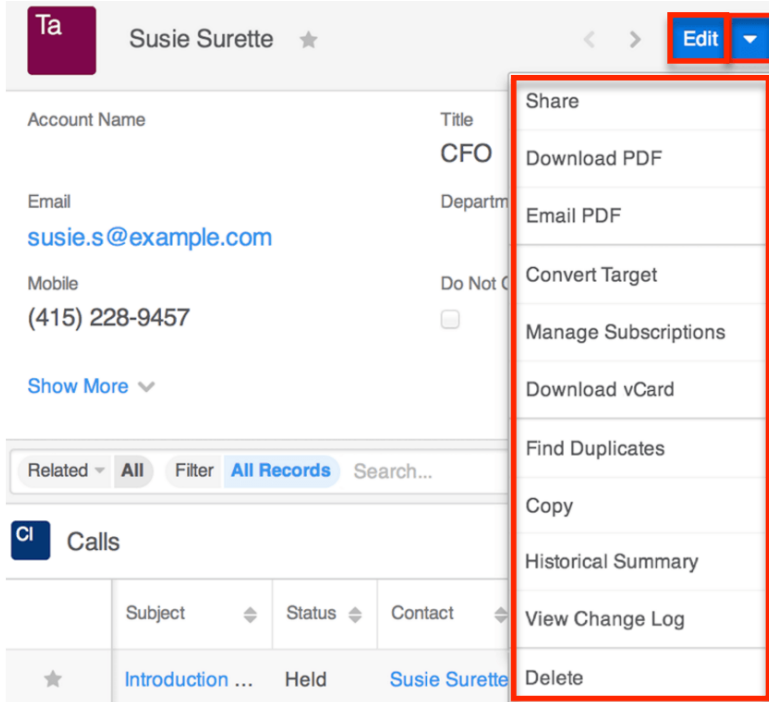 Ta
Susie Surette
Edit
Account Name
Title
CFO
Email
Departm
susie.s@example.com
Mobile
Do Not
(415) 228-9457
Show More
Share
Download PDF
Email PDF
Convert Target
Manage Subscriptions
Download vCard
Find Duplicates
Copy
Historical Summary
View Change Log
Delete
Related All Filter All Records Search...
Cl Calls
Subject Status Contact
Introduction ... Held Susie Surette